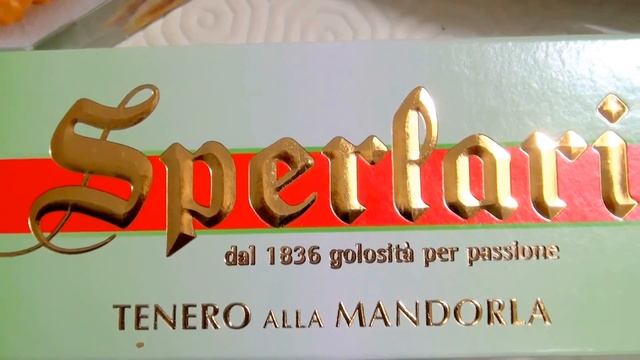 Sperlari
dal 1836 golosità per passione
TENERO ALLA MANDORLA